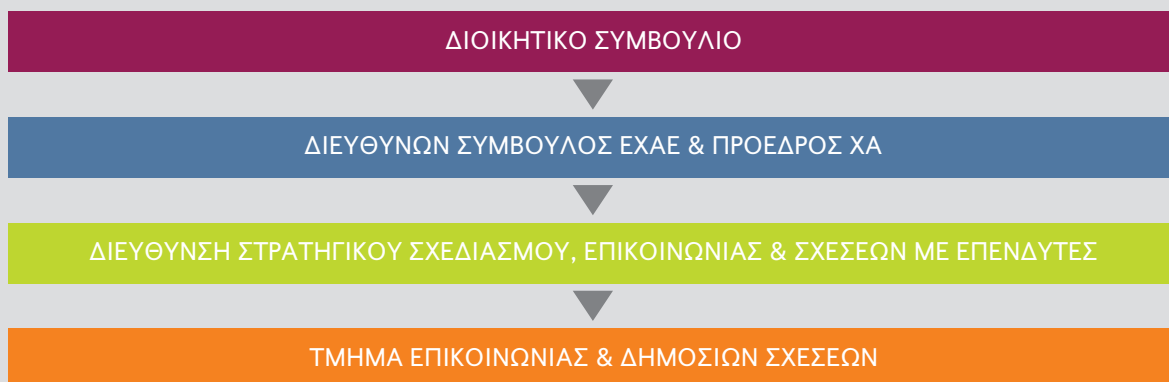 ΔΙΟΙΚΗΤΙΚΟ ΣΥΜΒΟΥΛΙΟ
ΔΙΕΥΘΥΝΩΝ ΣΥΜΒΟΥΛΟΣ ΕΧΑΕ & ΠΡΟΕΔΡΟΣ ΧΑ
ΔΙΕΥΘΥΝΣΗ ΣΤΡΑΤΗΓΙΚΟΥ ΣΧΕΔΙΑΣΜΟΥ, ΕΠΙΚΟΙΝΩΝΙΑΣ & ΣΧΕΣΕΩΝ ΜΕ ΕΠΕΝΔΥΤΕΣ
ΤΜΗΜΑ ΕΠΙΚΟΙΝΩΝΙΑΣ & ΔΗΜΟΣΙΩΝ ΣΧΕΣΕΩΝ